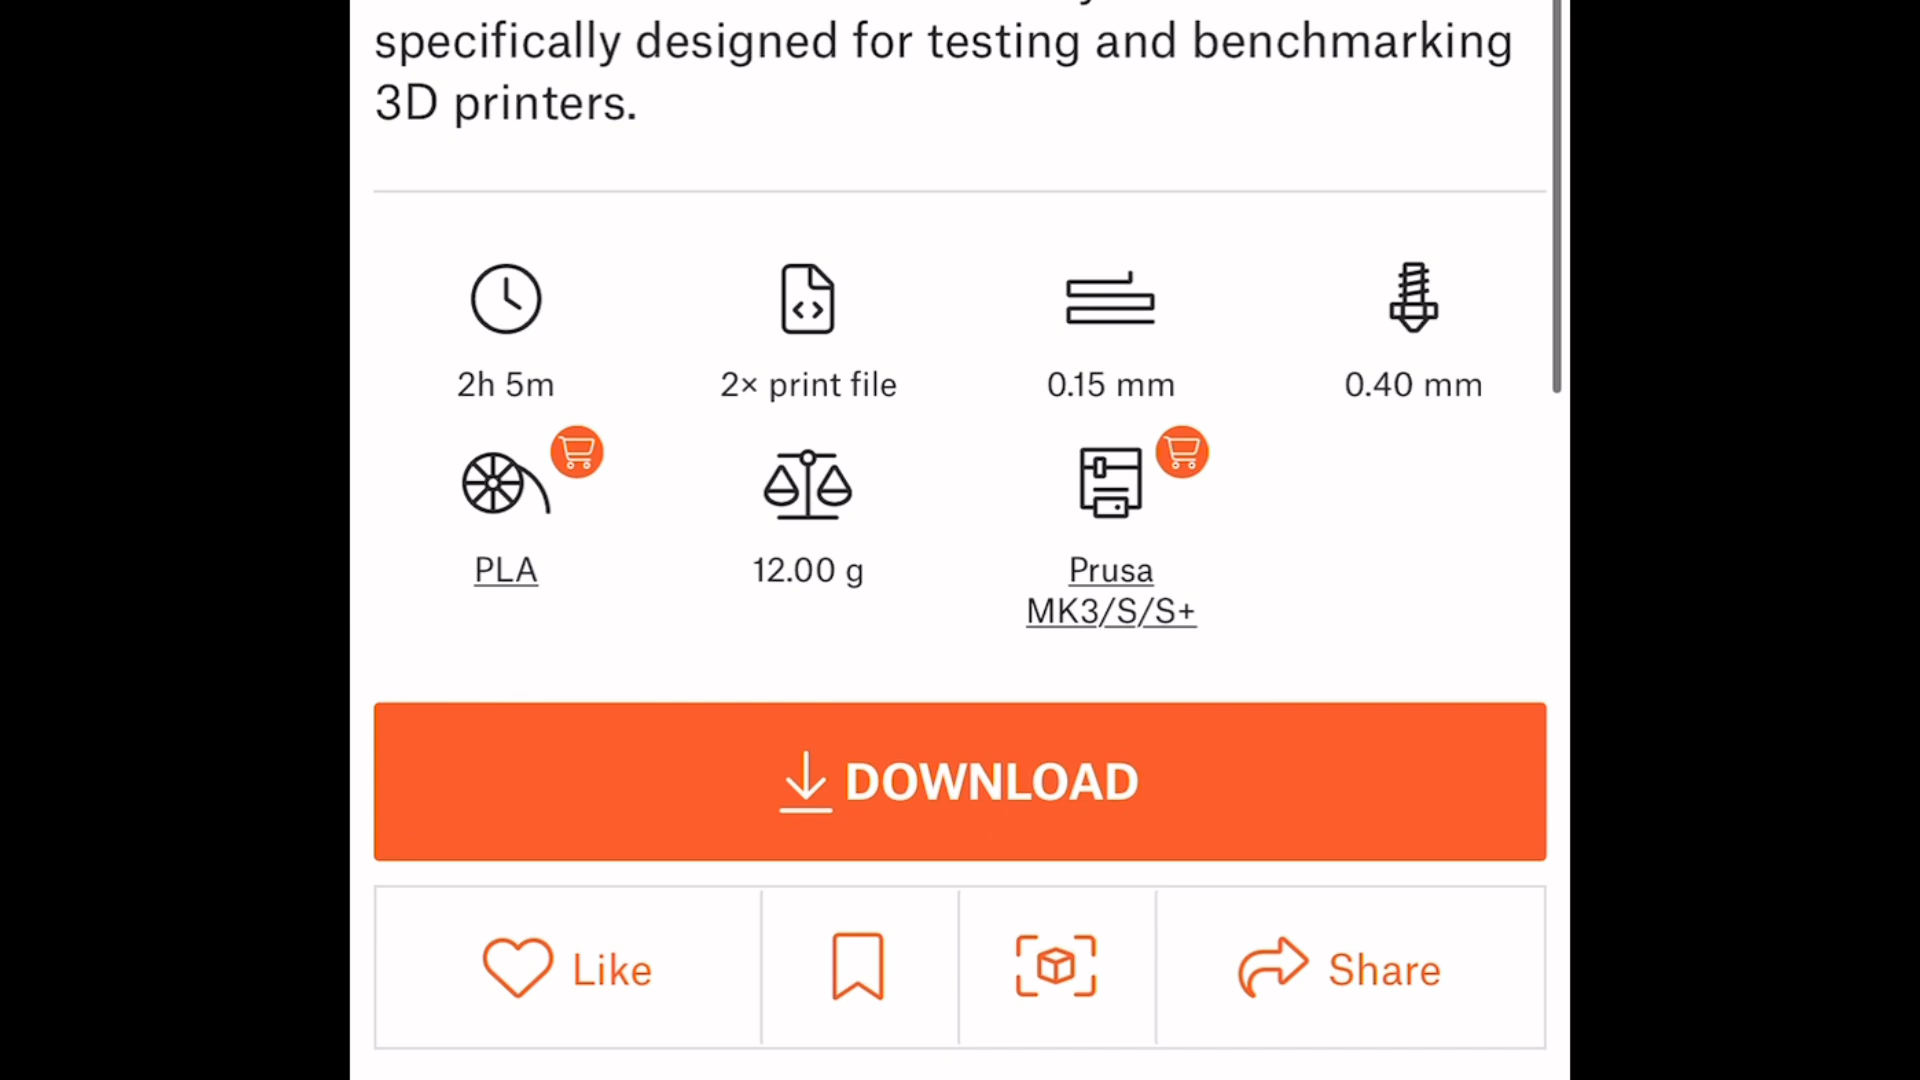 specifically designed for testing and benchmarking
3D printers.
2h 5m
2× print file
0.15 mm
0.40 mm
PLA
12.00 g
Prusa
MK3/S/S+
DOWNLOAD
Like
Share